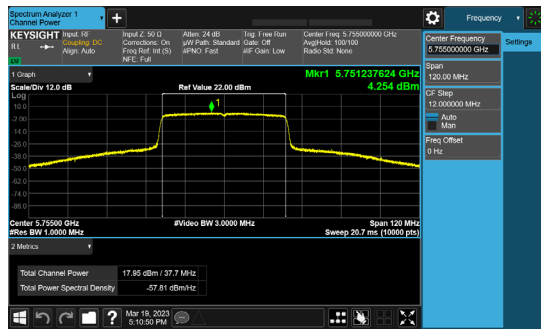 Spectrum Analyzer 1
Channel Power
Frequency
KEYSIGHT
RL
Input: RF
Coupling: DC
Align: Auto
Input Z: 50 Ω
Corrections: On
Freq Ref: Int (S)
NFE: Full
Atten: 24 dB
µW Path: Standard
#PNO: Fast
Trig: Free Run
Gate: Off
#IF Gain: Low
Center Freq: 5.755000000 GHz
Avg|Hold: 100/100
Radio Std: None
1 Graph
Scale/Div 12.0 dB
Ref Value 22.00 dBm
Mkr1 5.751237624 GHz
4.254 dBm
Log
1
10.0
-2.00
-14.0
-26.0
-38.0
-50.0
-62.0
-74.0
-86.0
Center 5.75500 GHz
#Res BW 1.0000 MHz
#Video BW 3.0000 MHz
Span 120 MHz
Sweep 20.7 ms (10000 pts)
2 Metrics
Total Channel Power 17.95 dBm / 37.7 MHz
Total Power Spectral Density -57.81 dBm/Hz
Mar 19, 2023
5:10:50 PM
Center Frequency
5.755000000 GHz
Settings
Span
120.00 MHz
CF Step
12.000000 MHz
Auto
Man
Freq Offset
0 Hz